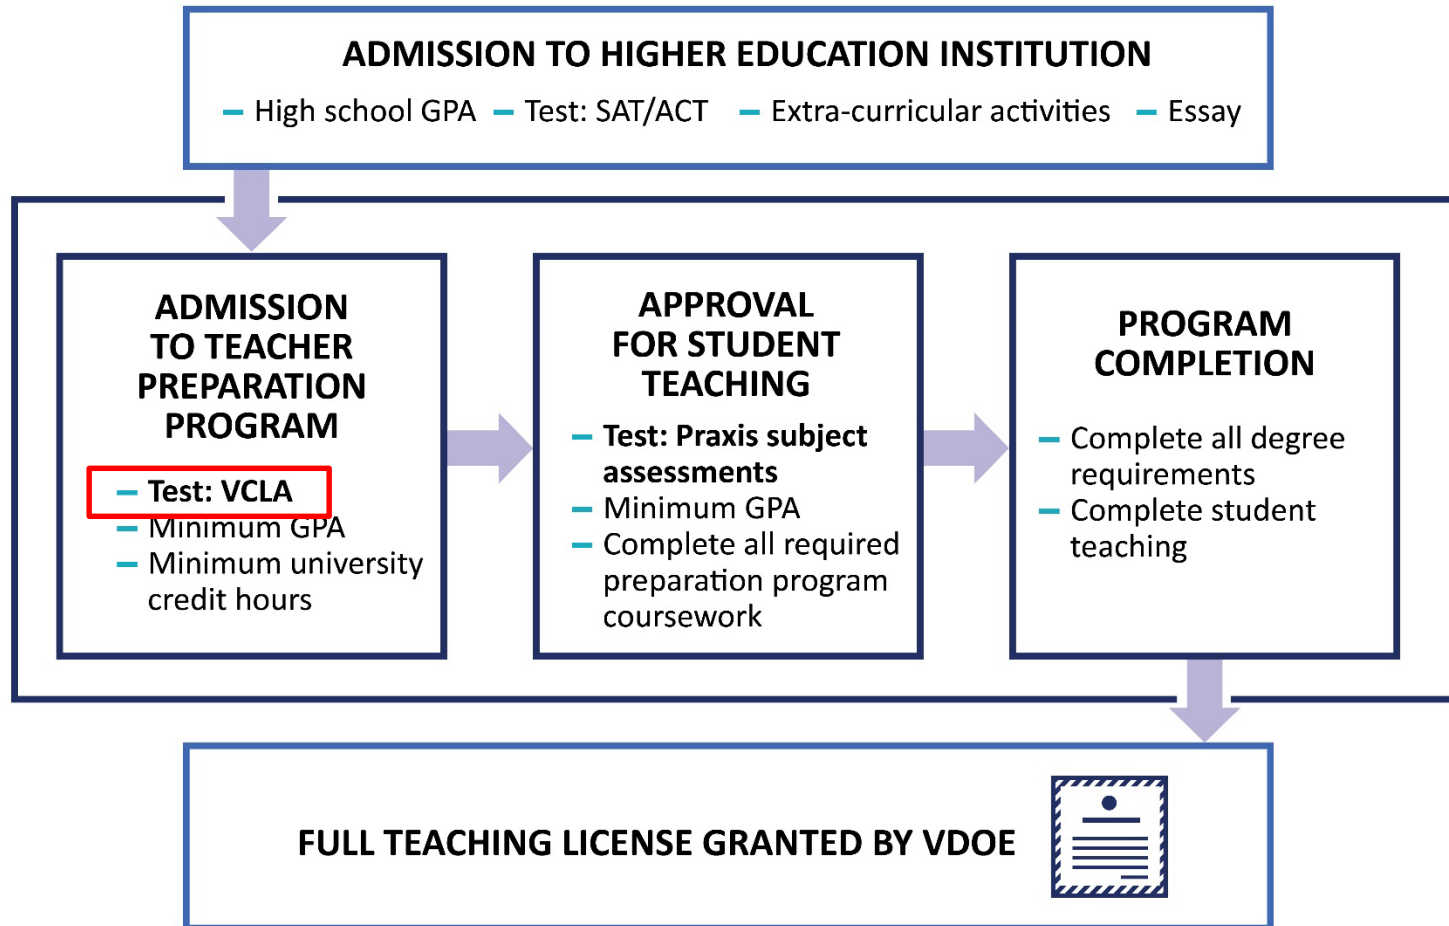 ADMISSION TO HIGHER EDUCATION INSTITUTION
– High school GPA – Test: SAT/ACT – Extra-curricular activities – Essay
ADMISSION
TO TEACHER
PREPARATION
PROGRAM
– Test: VCLA
– Minimum GPA
– Minimum university
credit hours
APPROVAL
FOR STUDENT
TEACHING
– Test: Praxis subject
assessments
– Minimum GPA
– Complete all required
preparation program
coursework
PROGRAM
COMPLETION
– Complete all degree
requirements
– Complete student
teaching
FULL TEACHING LICENSE GRANTED BY VDOE